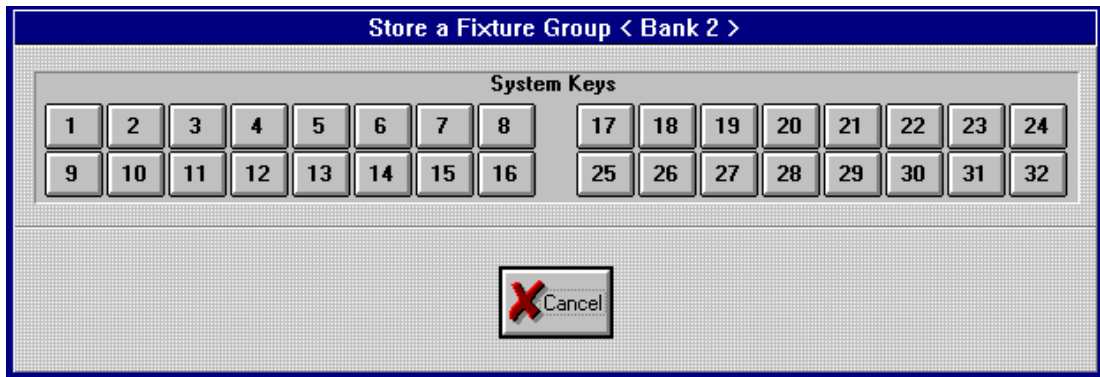 Store a Fixture Group < Bank 2 >
System Keys
1 2 3 4 5 6 7 8 17 18 19 20 21 22 23 24
9 10 11 12 13 14 15 16 25 26 27 28 29 30 31 32
Cancel